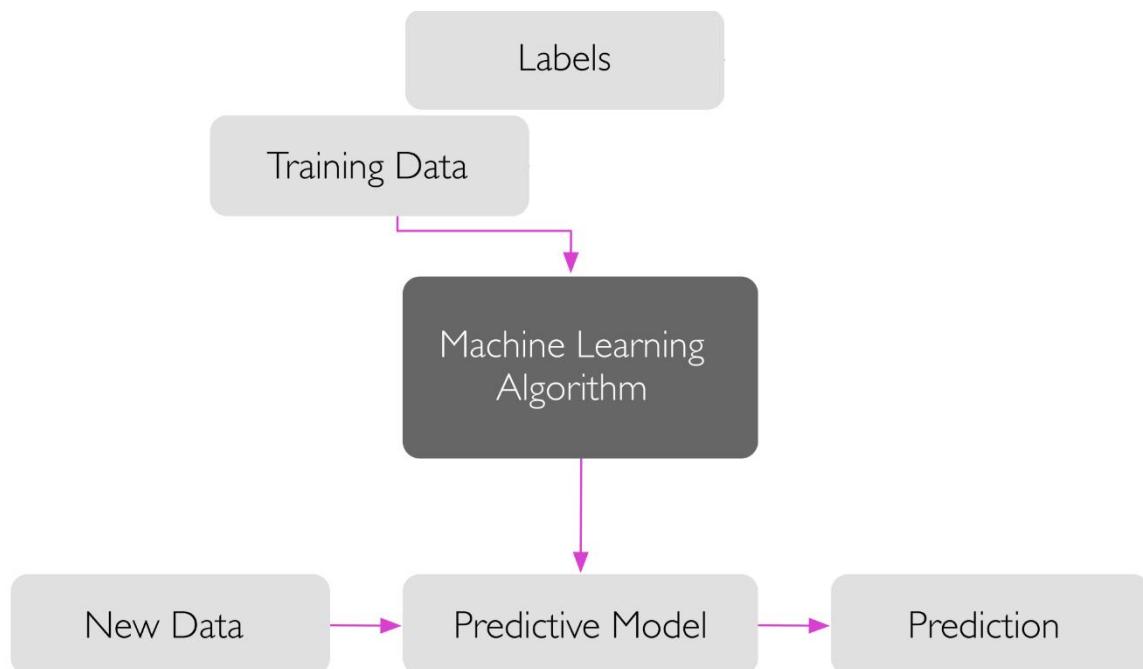 Labels
Training Data
Machine Learning
Algorithm
New Data
Predictive Model
Prediction